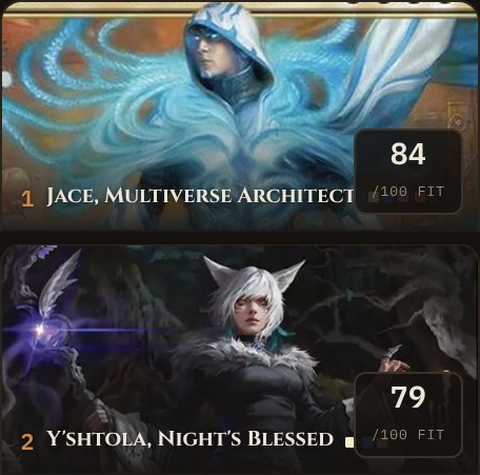 84
/100 FIT
1 JACE, MULTIVERSE ARCHITECT
79
/100 FIT
2 Y'SHTOLA, NIGHT'S BLESSED